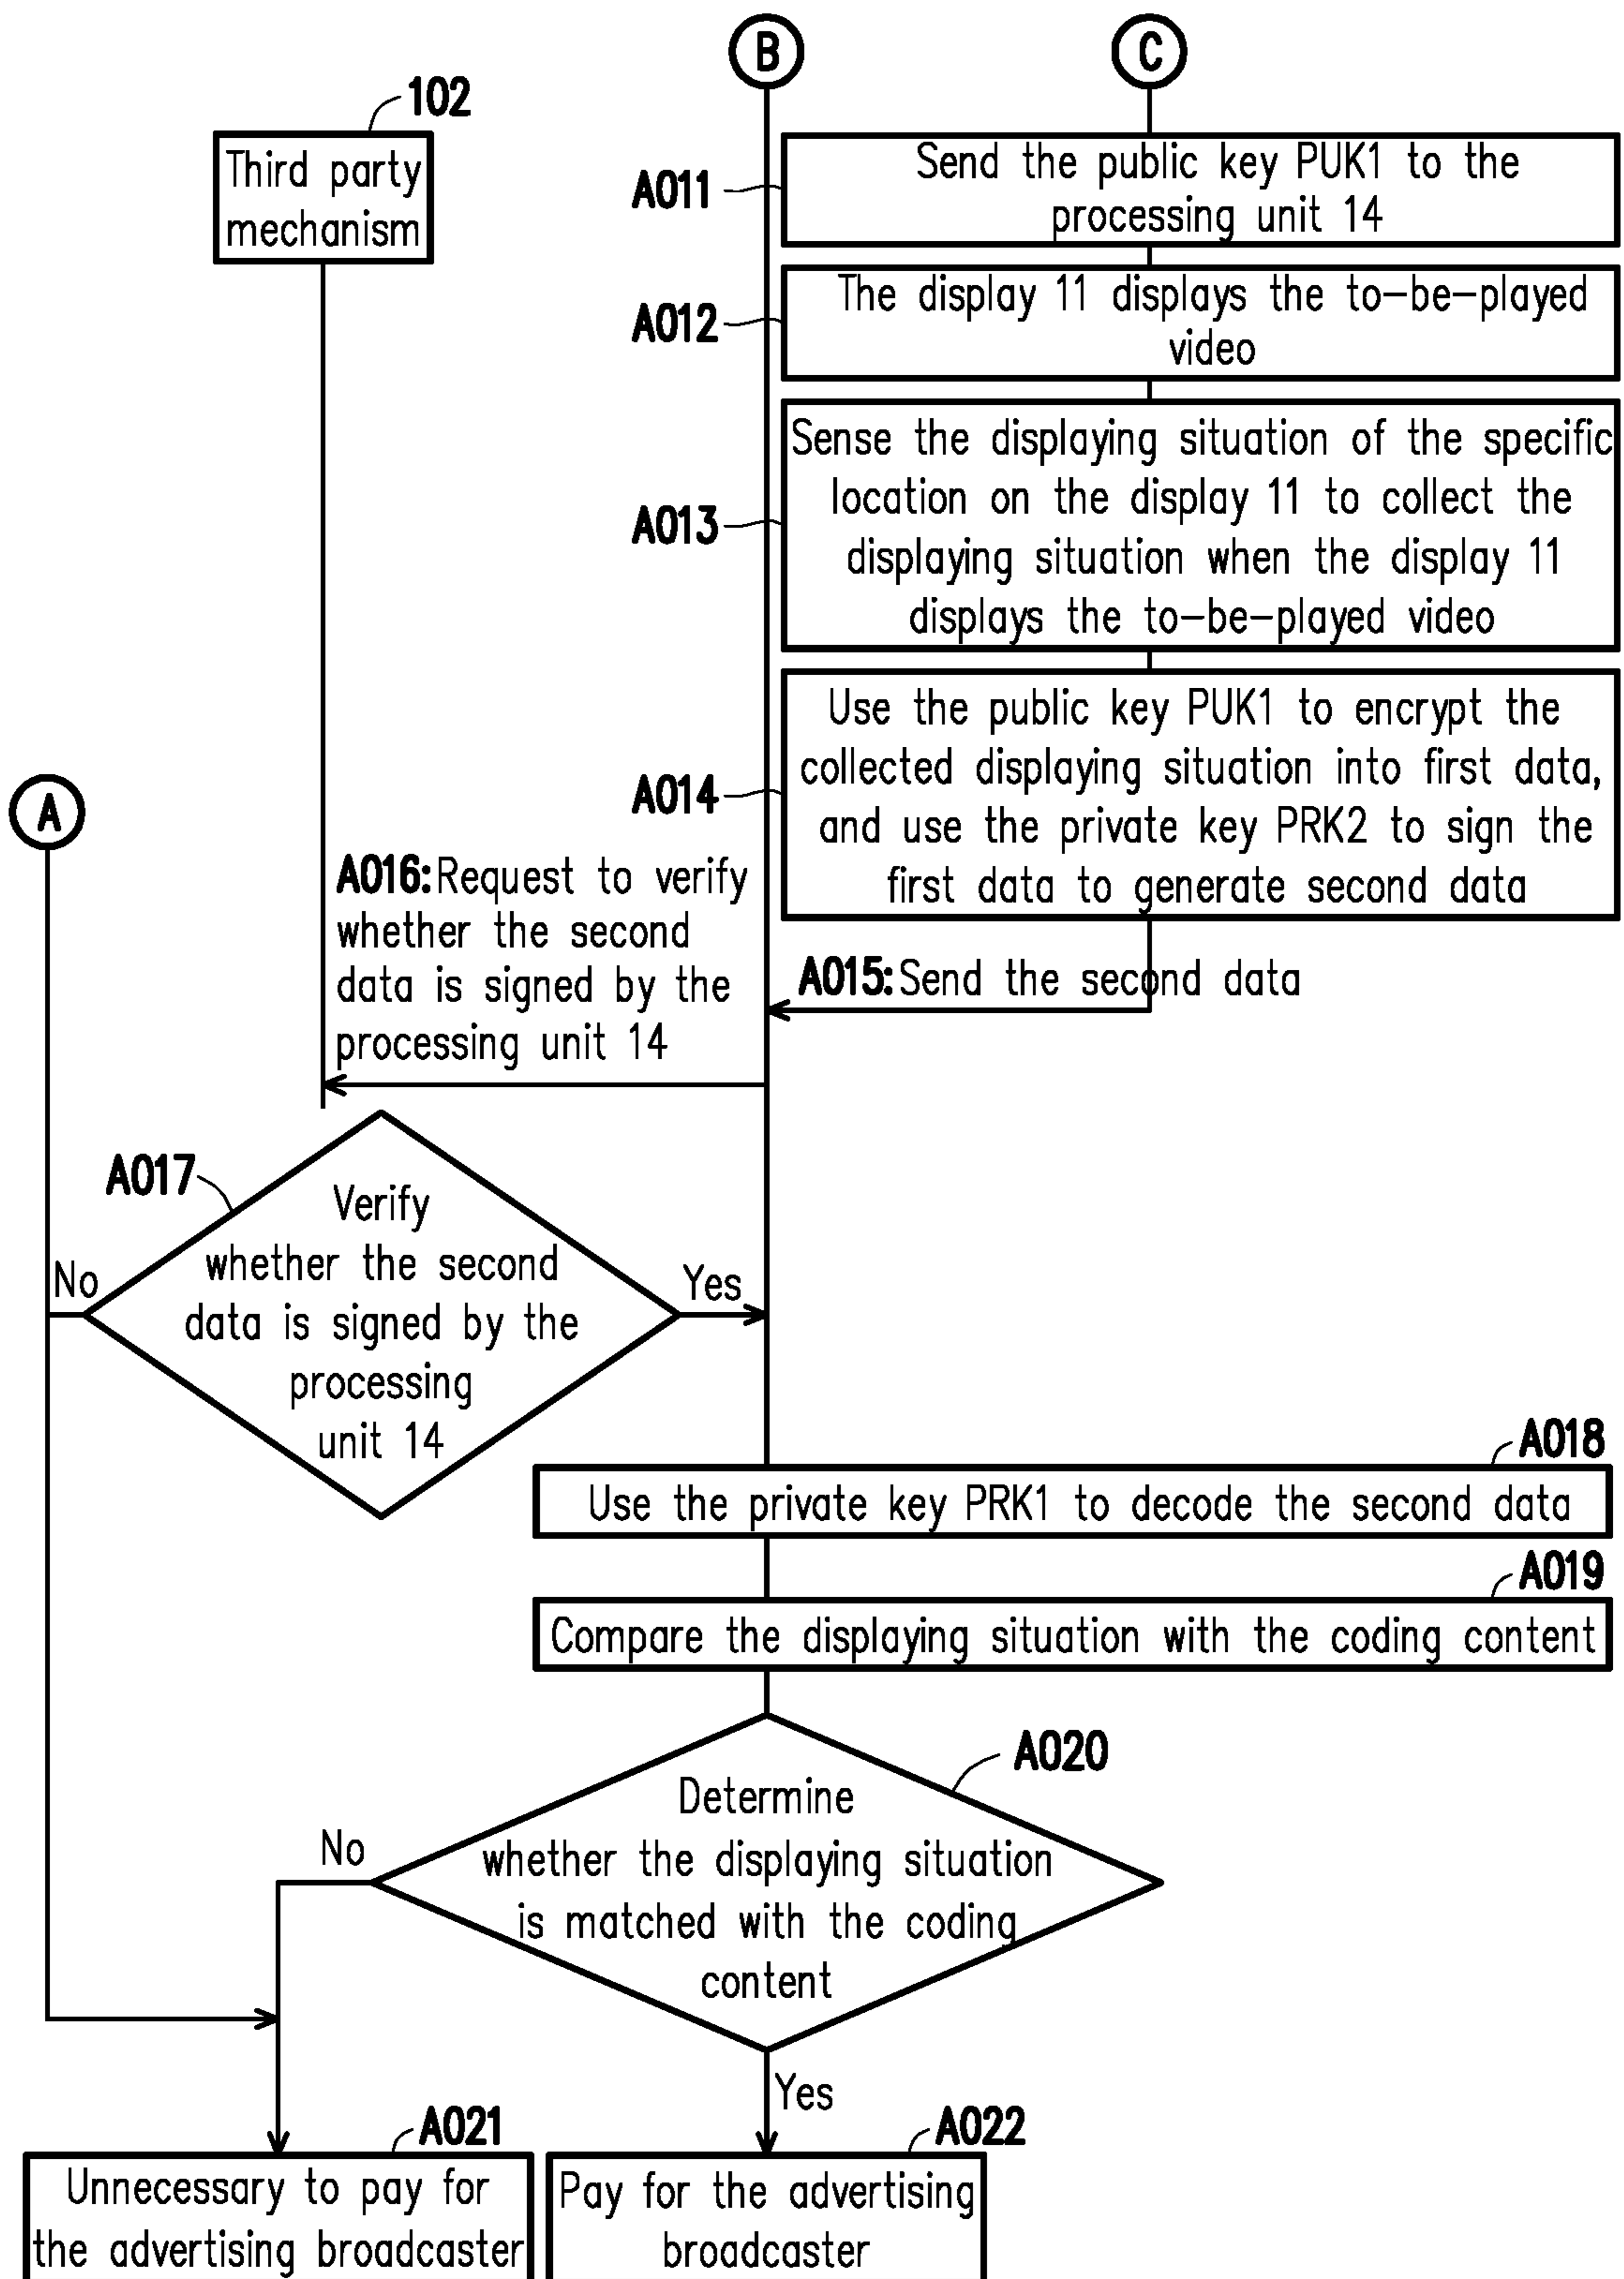 B
C
102
Third party
mechanism
A011
Send the public key PUK1 to the
processing unit 14
A012
The display 11 displays the to-be-played
video
A013
Sense the displaying situation of the specific
location on the display 11 to collect the
displaying situation when the display 11
displays the to-be-played video
A014
Use the public key PUK1 to encrypt the
collected displaying situation into first data,
and use the private key PRK2 to sign the
first data to generate second data
A
A016: Request to verify
whether the second
data is signed by the
processing unit 14
A015: Send the second data
A017
Verify
whether the second
data is signed by the
processing
unit 14
No
Yes
A018
Use the private key PRK1 to decode the second data
A019
Compare the displaying situation with the coding content
A020
Determine
whether the displaying situation
is matched with the coding
content
No
Yes
A021
Unnecessary to pay for
the advertising broadcaster
A022
Pay for the advertising
broadcaster